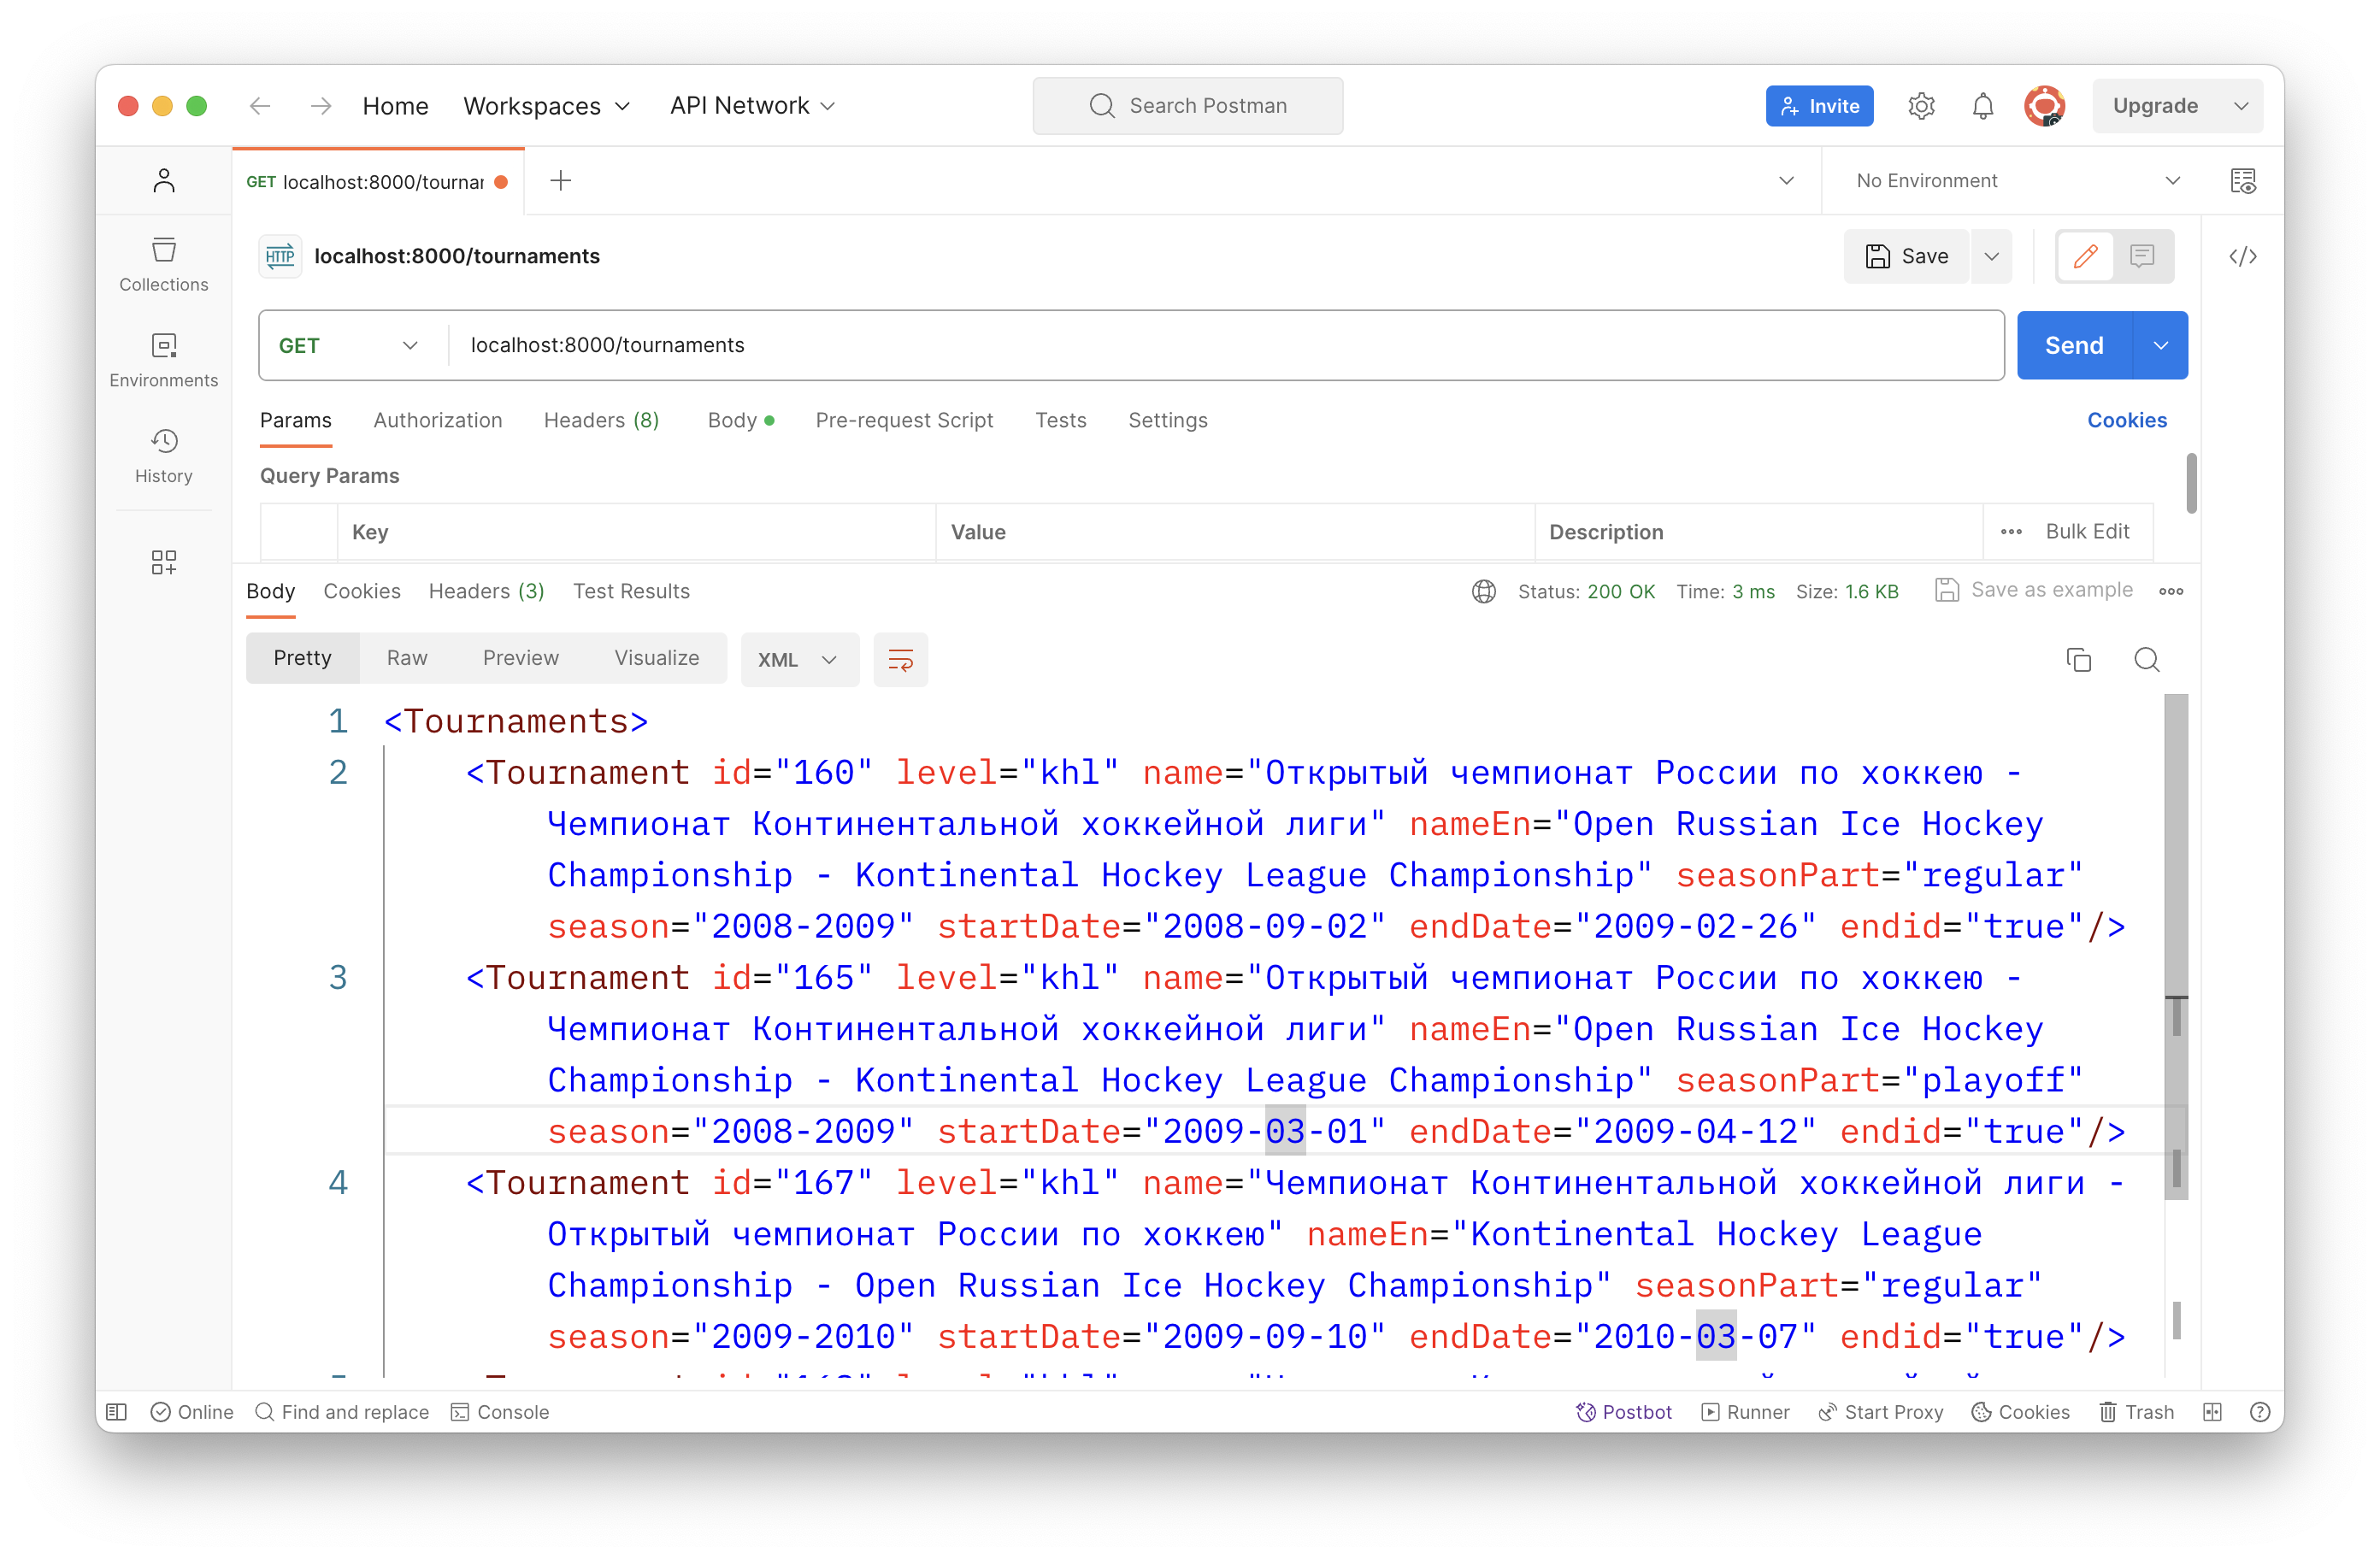 Home Workspaces API Network Search Postman Invite Upgrade
GET localhost:8000/tournar No Environment
HTTP localhost:8000/tournaments Save
Collections
GET localhost:8000/tournaments Send
Environments
Params Authorization Headers (8) Body Pre-request Script Tests Settings Cookies
History
Query Params
Key Value Description Bulk Edit
Body Cookies Headers (3) Test Results Status: 200 OK Time: 3 ms Size: 1.6 KB Save as example
Pretty Raw Preview Visualize XML
1 <Tournaments>
2 <Tournament id="160" level="khl" name="Открытый чемпионат России по хоккею -
Чемпионат Континентальной хоккейной лиги" nameEn="Open Russian Ice Hockey
Championship - Kontinental Hockey League Championship" seasonPart="regular"
season="2008-2009" startDate="2008-09-02" endDate="2009-02-26" endid="true"/>
3 <Tournament id="165" level="khl" name="Открытый чемпионат России по хоккею -
Чемпионат Континентальной хоккейной лиги" nameEn="Open Russian Ice Hockey
Championship - Kontinental Hockey League Championship" seasonPart="playoff"
season="2008-2009" startDate="2009-03-01" endDate="2009-04-12" endid="true"/>
4 <Tournament id="167" level="khl" name="Чемпионат Континентальной хоккейной лиги -
Открытый чемпионат России по хоккею" nameEn="Kontinental Hockey League
Championship - Open Russian Ice Hockey Championship" seasonPart="regular"
season="2009-2010" startDate="2009-09-10" endDate="2010-03-07" endid="true"/>
Online Find and replace Console Postbot Runner Start Proxy Cookies Trash